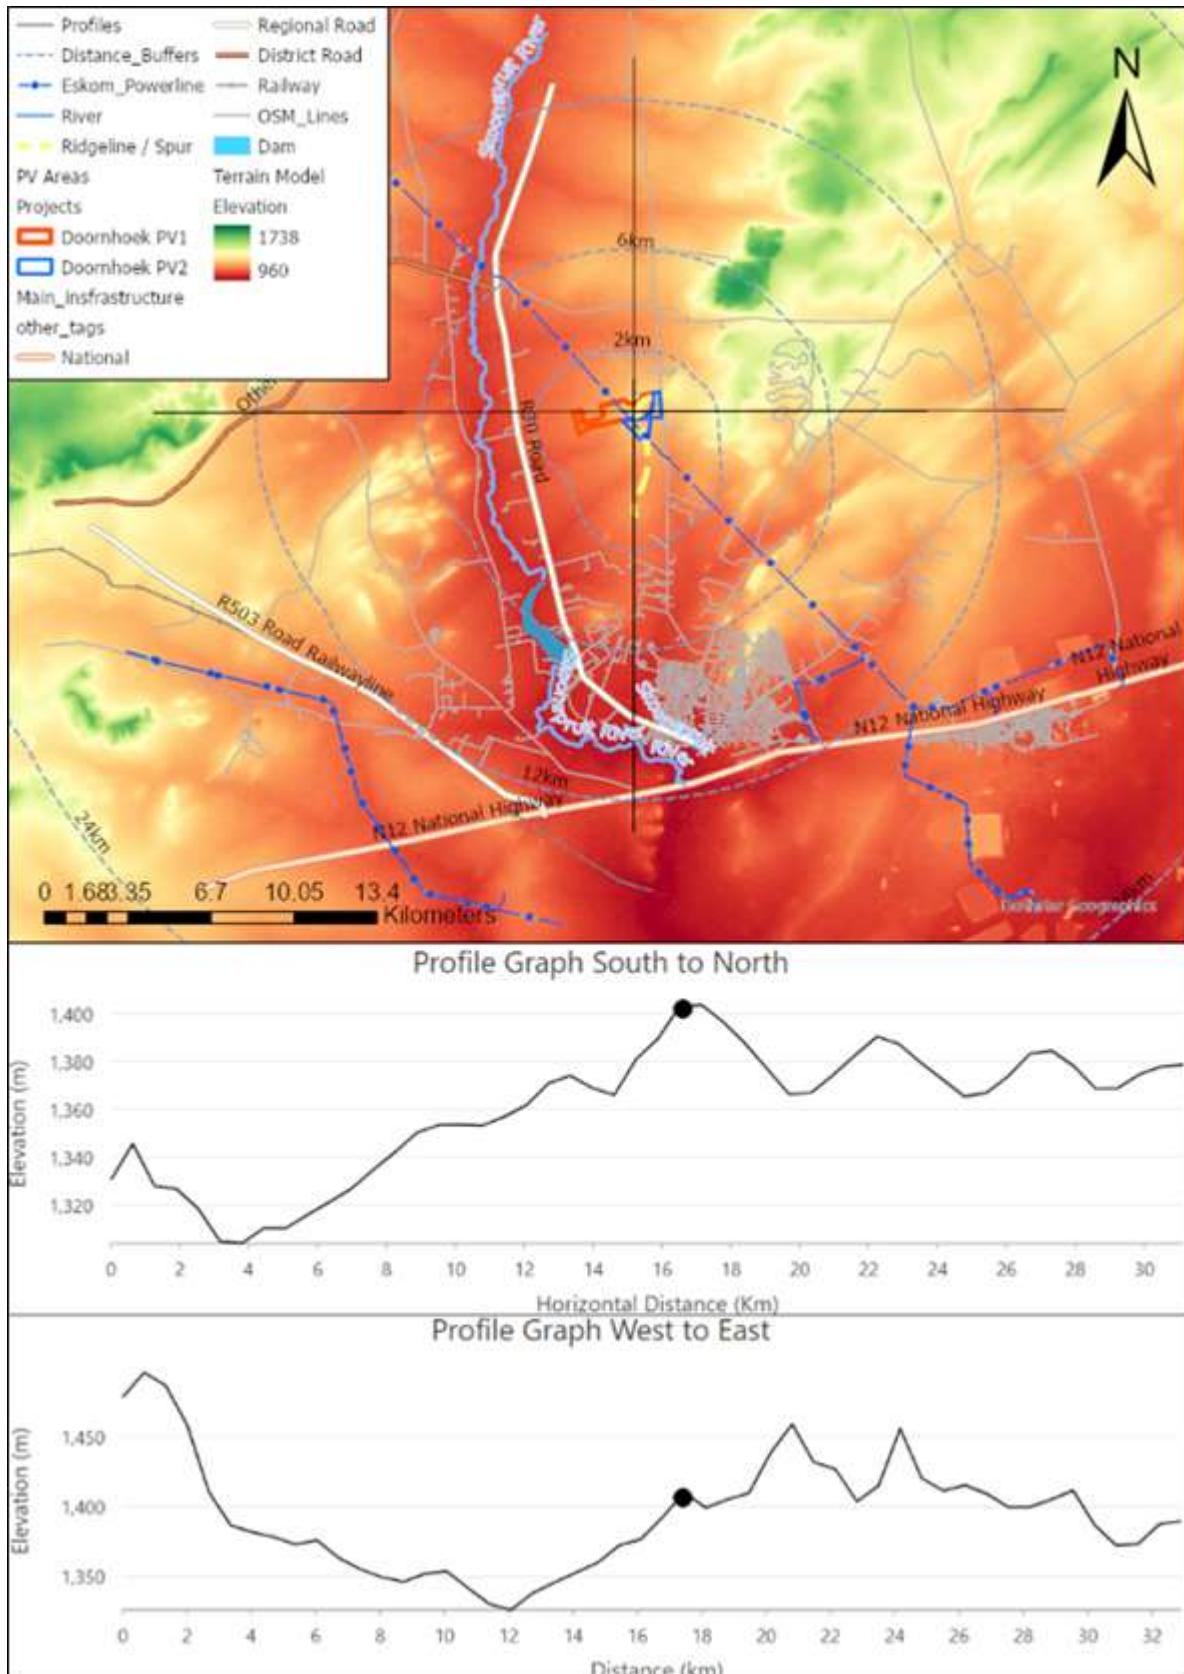 Profiles
Regional Road
Distance_Buffers
District Road
Eskom_Powerline
Railway
River
OSM_Lines
Ridgeline / Spur
Dam
PV Areas
Terrain Model
Projects
Elevation
Doornhoek PV1
1738
Doornhoek PV2
960
Main_insfrastructure
other_tags
National
N
6km
2km
Other
R30 Road
R503 Road Railwayline
N12 National
Highway
N12 National Highway
12km
N12 National Highway
24km
0 1.68 3.35 6.7 10.05 13.4
Kilometers
Profile Graph South to North
Elevation (m)
1,400
1,380
1,360
1,340
1,320
0 2 4 6 8 10 12 14 16 18 20 22 24 26 28 30
Horizontal Distance (Km)
Profile Graph West to East
Elevation (m)
1,450
1,400
1,350
0 2 4 6 8 10 12 14 16 18 20 22 24 26 28 30 32
Distance (km)